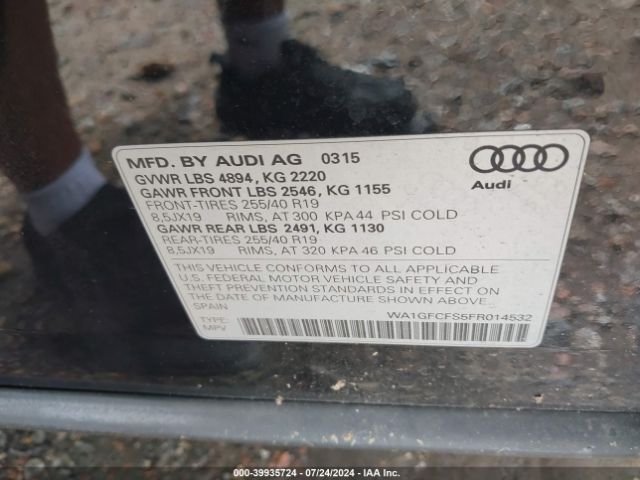 MFD. BY AUDI AG 0315
GVWR LBS 4894, KG 2220
GAWR FRONT LBS 2546, KG 1155
FRONT-TIRES 255/40 R19
8,5JX19 RIMS, AT 300 KPA 44 PSI COLD
GAWR REAR LBS 2491, KG 1130
REAR-TIRES 255/40 R19
8,5JX19 RIMS, AT 320 KPA 46 PSI COLD
THIS VEHICLE CONFORMS TO ALL APPLICABLE
U.S. FEDERAL MOTOR VEHICLE SAFETY AND
THEFT PREVENTION STANDARDS IN EFFECT ON
THE DATE OF MANUFACTURE SHOWN ABOVE.
SPAIN
Audi
WA1GFCFS5FR014532
TYPE:
MPV
000-39935724 | 07/24/2024 | IAA Inc.